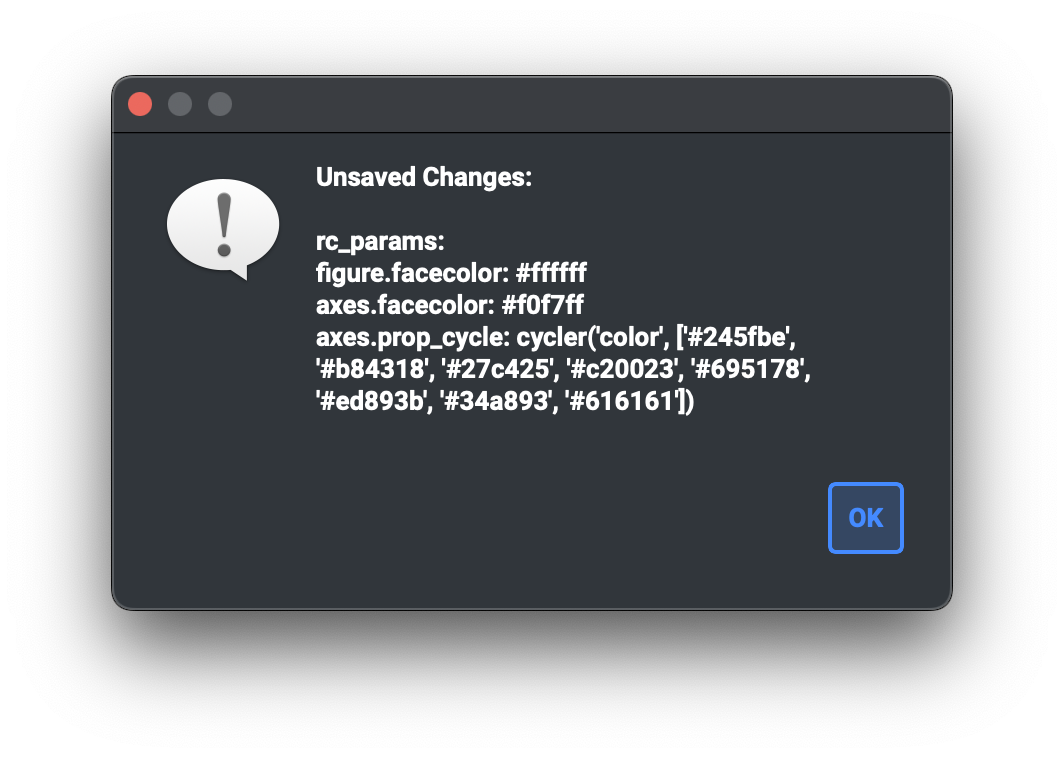 Unsaved Changes:
rc_params:
figure.facecolor: #ffffff
axes.facecolor: #f0f7ff
axes.prop_cycle: cycler('color', ['#245fbe',
'#b84318', '#27c425', '#c20023', '#695178',
'#ed893b', '#34a893', '#616161'])
OK